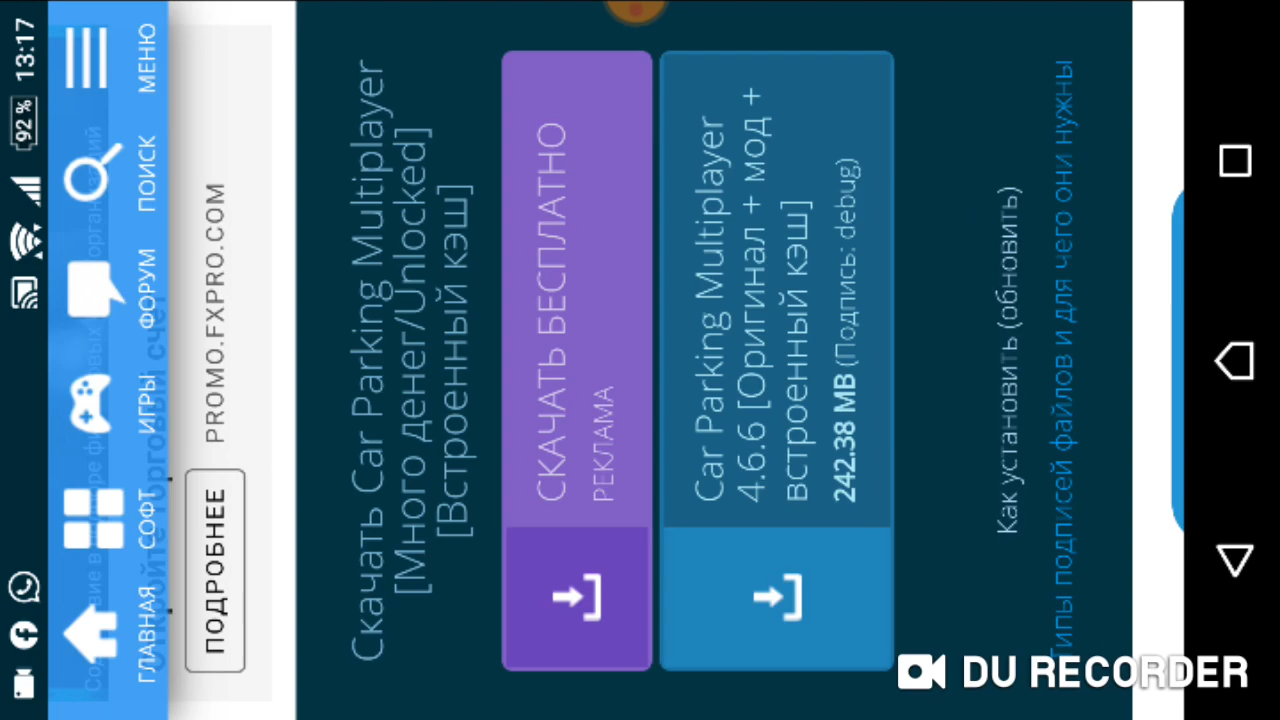 92 % 13:17
ГЛАВНАЯ
СОФТ
ИГРЫ
ФОРУМ
ПОИСК
МЕНЮ
ПОДРОБНЕЕ
PROMO.FXPRO.COM
Скачать Car Parking Multiplayer
[Много денег/Unlocked]
[Встроенный кэш]
СКАЧАТЬ БЕСПЛАТНО
РЕКЛАМА
Car Parking Multiplayer
4.6.6 [Оригинал + мод +
встроенный кэш]
242.38 MB (Подпись: debug)
Как установить (обновить)
Типы подписей файлов и для чего они нужны
DU RECORDER